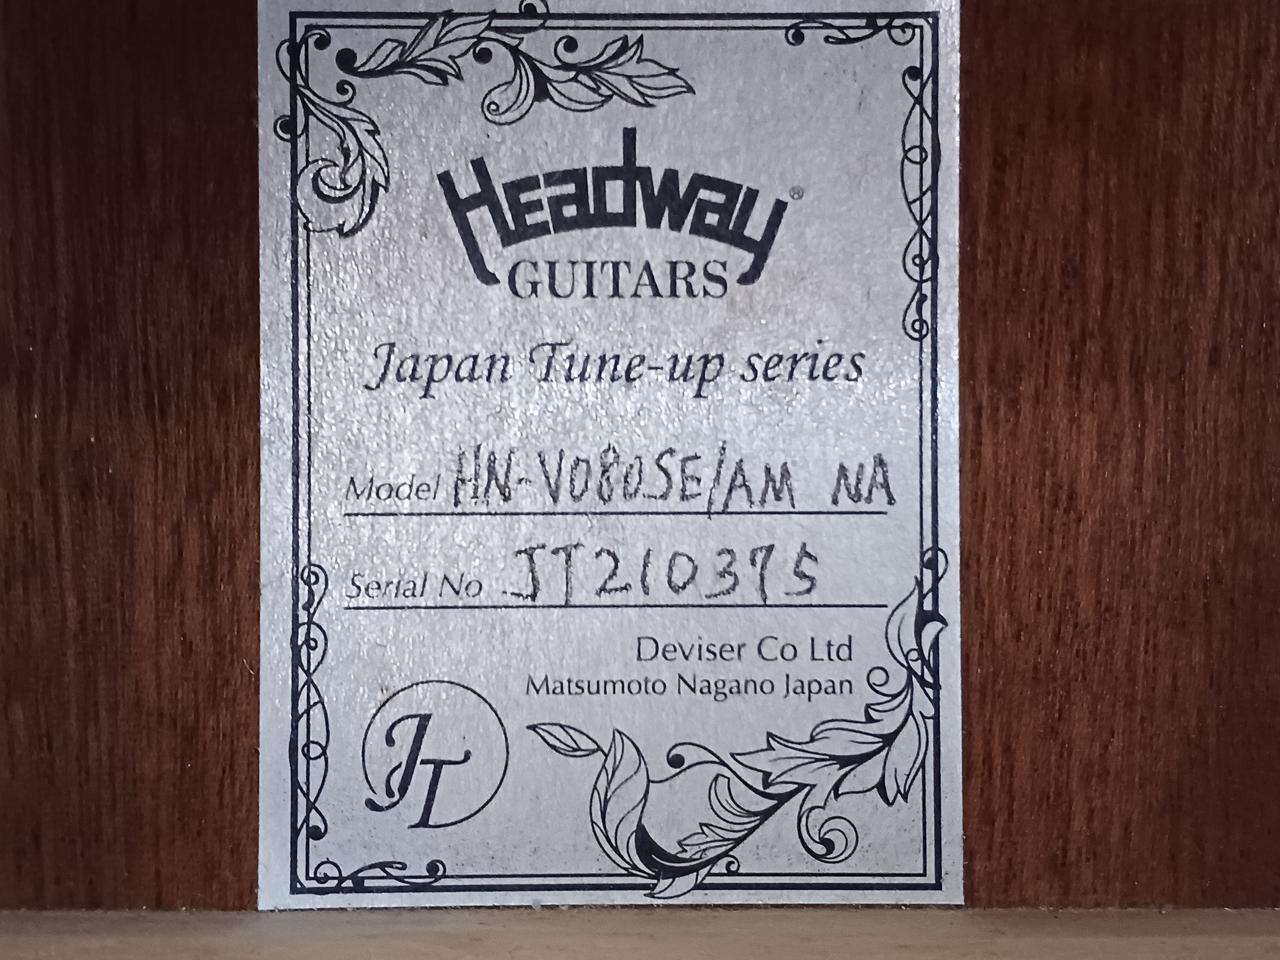 Headway®
GUITARS
Japan Tune-up series
Model HN-V080SE/AM NA
Serial No JT210375
Deviser Co Ltd
Matsumoto Nagano Japan
JT